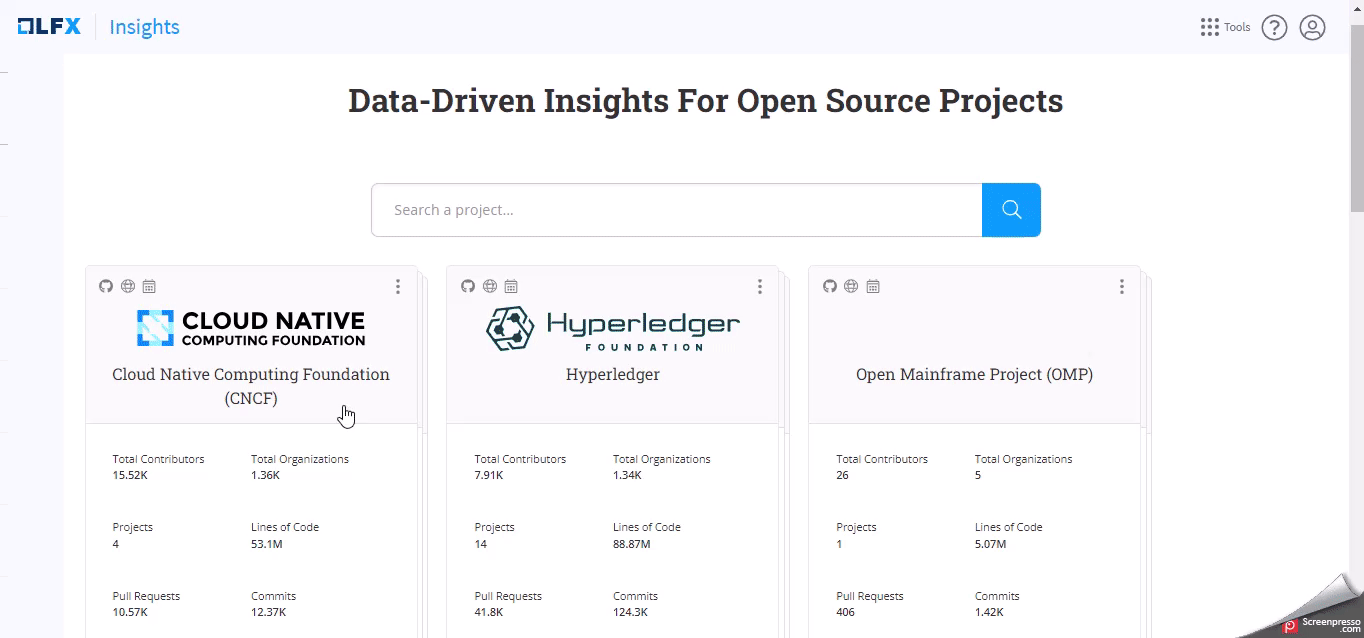 LFX Insights
Tools
Data-Driven Insights For Open Source Projects
Search a project...
CLOUD NATIVE
COMPUTING FOUNDATION
Cloud Native Computing Foundation
(CNCF)
Total Contributors Total Organizations
15.52K 1.36K
Projects Lines of Code
4 53.1M
Pull Requests Commits
10.57K 12.37K
Hyperledger
FOUNDATION
Hyperledger
Total Contributors Total Organizations
7.91K 1.34K
Projects Lines of Code
14 88.87M
Pull Requests Commits
41.8K 124.3K
Open Mainframe Project (OMP)
Total Contributors Total Organizations
26 5
Projects Lines of Code
1 5.07M
Pull Requests Commits
406 1.42K
Screenpresso
.com